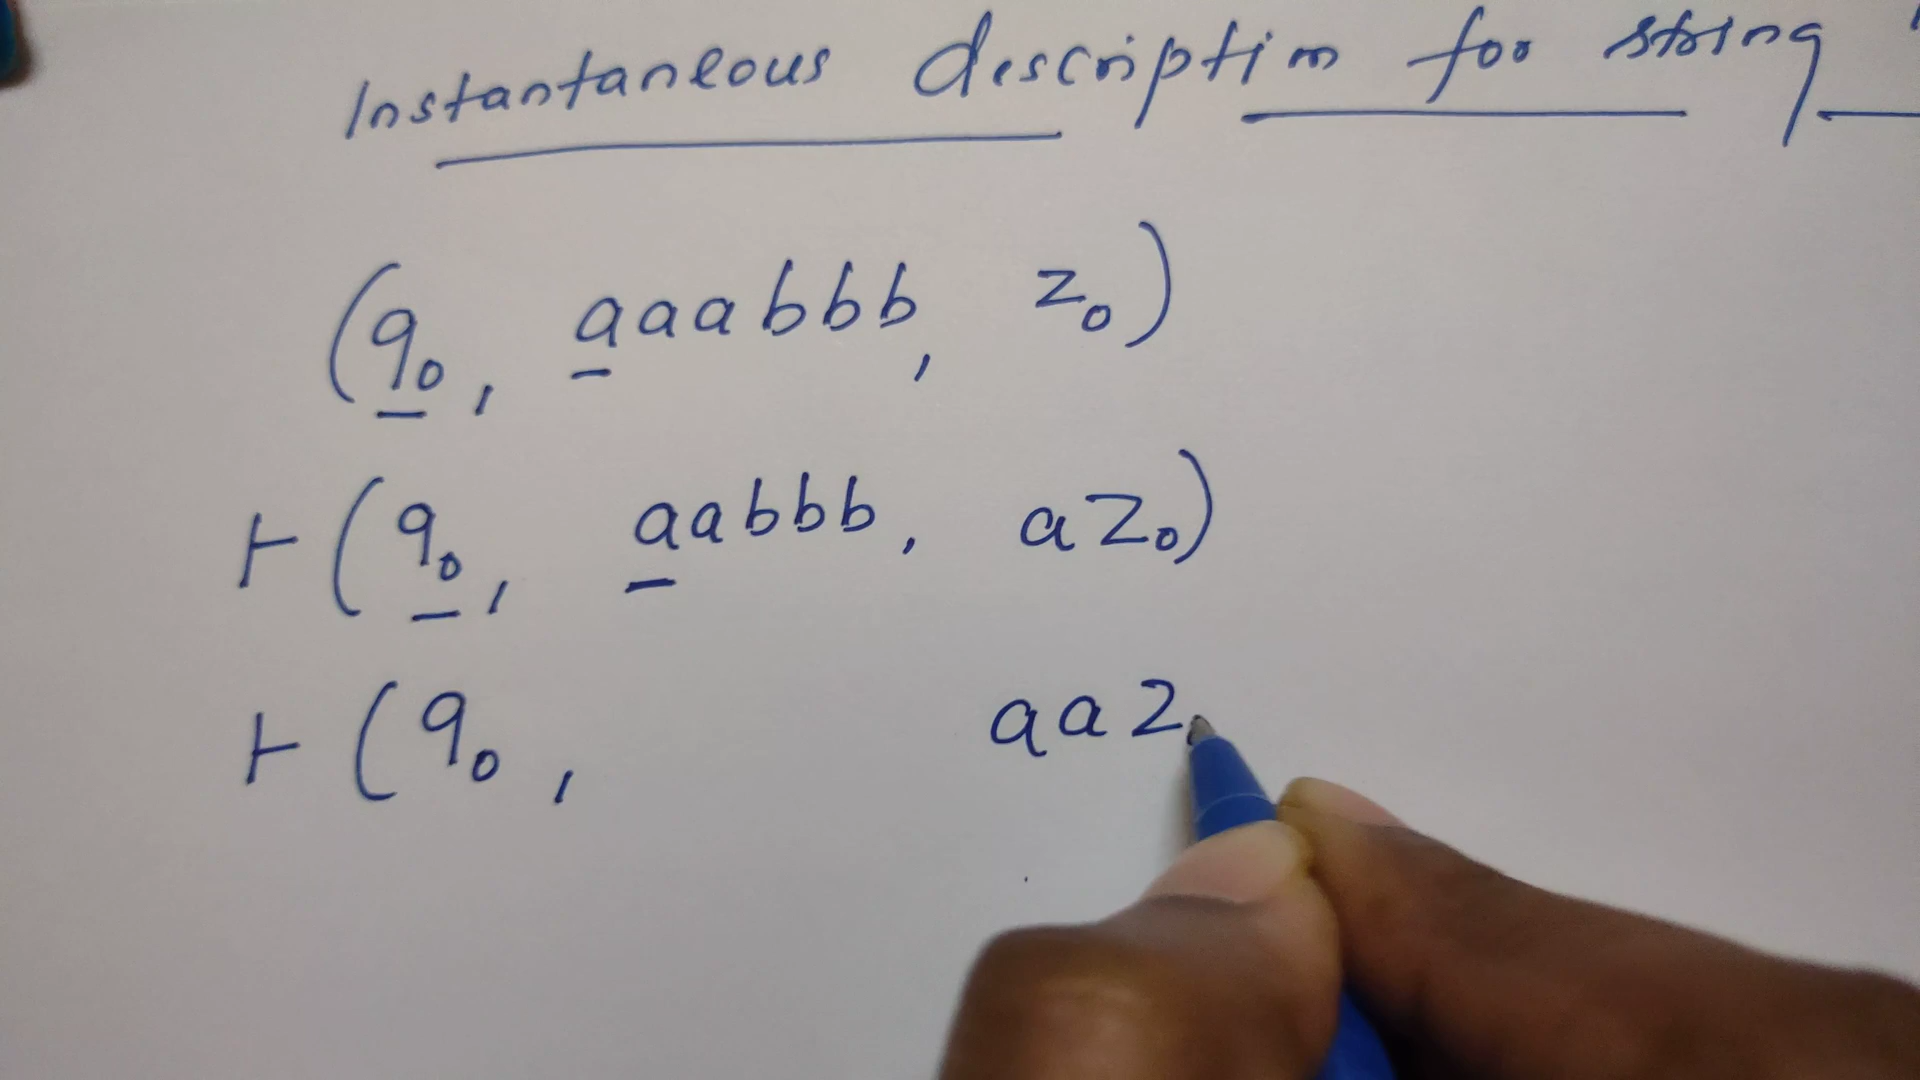 Instantaneous description for string "
(q₀, aaabbb, z₀)
⊢ (q₀, aabbb, az₀)
⊢ (q₀, aaz